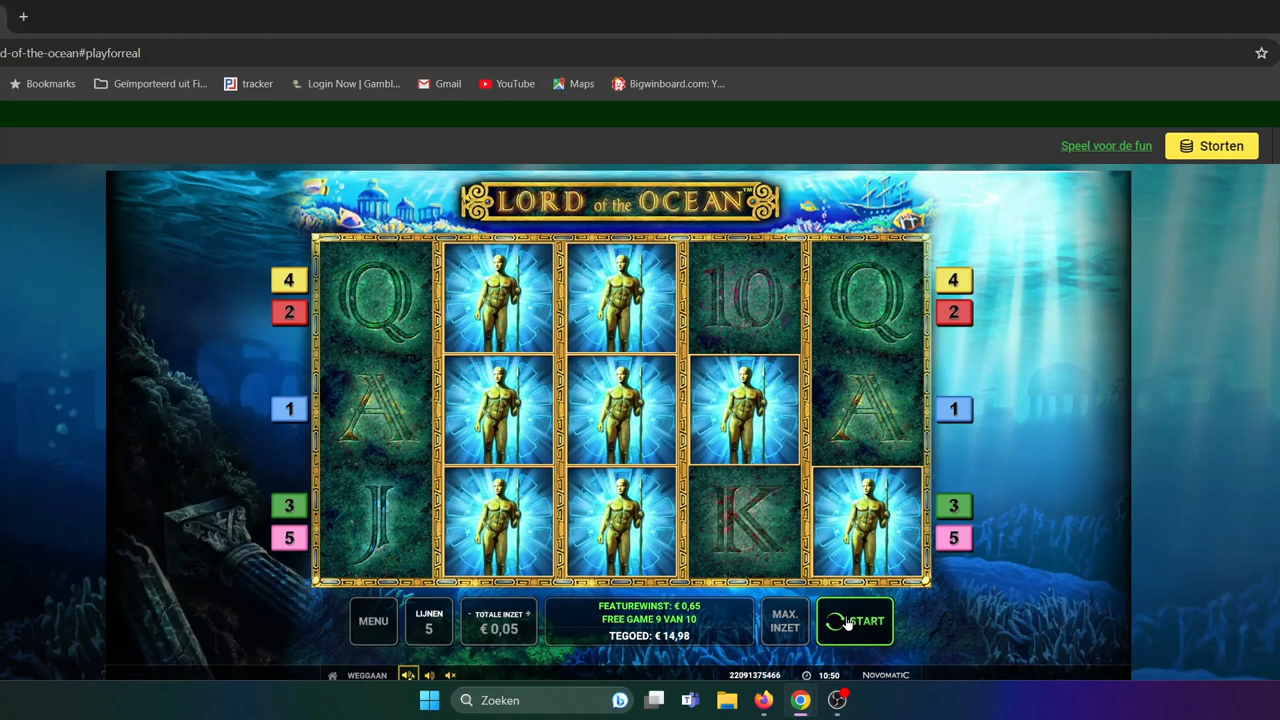 d-of-the-ocean#playforreal
Bookmarks
Geïmporteerd uit Fi...
tracker
Login Now | Gambl...
Gmail
YouTube
Maps
Bigwinboard.com: Y...
Speel voor de fun
Storten
LORD of the OCEAN™
4
Q
10
Q
4
2
2
1
A
A
1
3
J
K
3
5
5
MENU
LIJNEN
5
- TOTALE INZET +
€ 0,05
FEATUREWINST: € 0,65
FREE GAME 9 VAN 10
TEGOED: € 14,98
MAX.
INZET
START
WEGGAAN
22091375466
10:50
NOVOMATIC
Zoeken